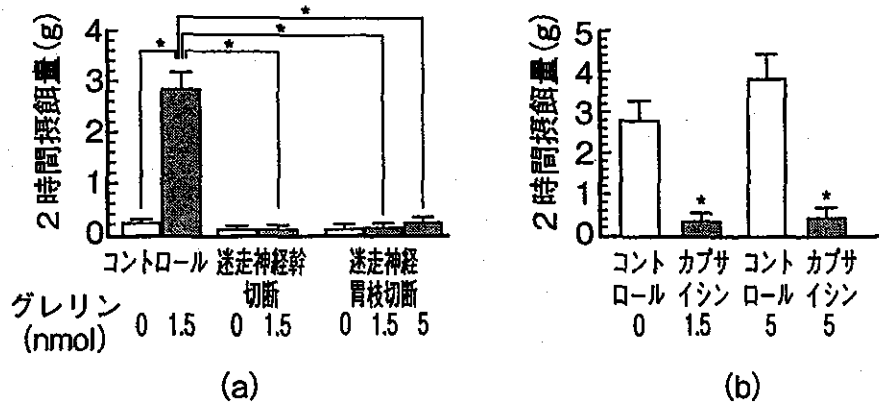 2時間摂餌量(g)
4
3
2
1
0
* * * *
コントロール 迷走神経幹切断 迷走神経胃枝切断
グレリン(nmol) 0 1.5 0 1.5 0 1.5 5
(a)
2時間摂餌量(g)
5
4
3
2
1
0
* *
コントロール カプサイシン コントロール カプサイシン
0 1.5 5 5
(b)